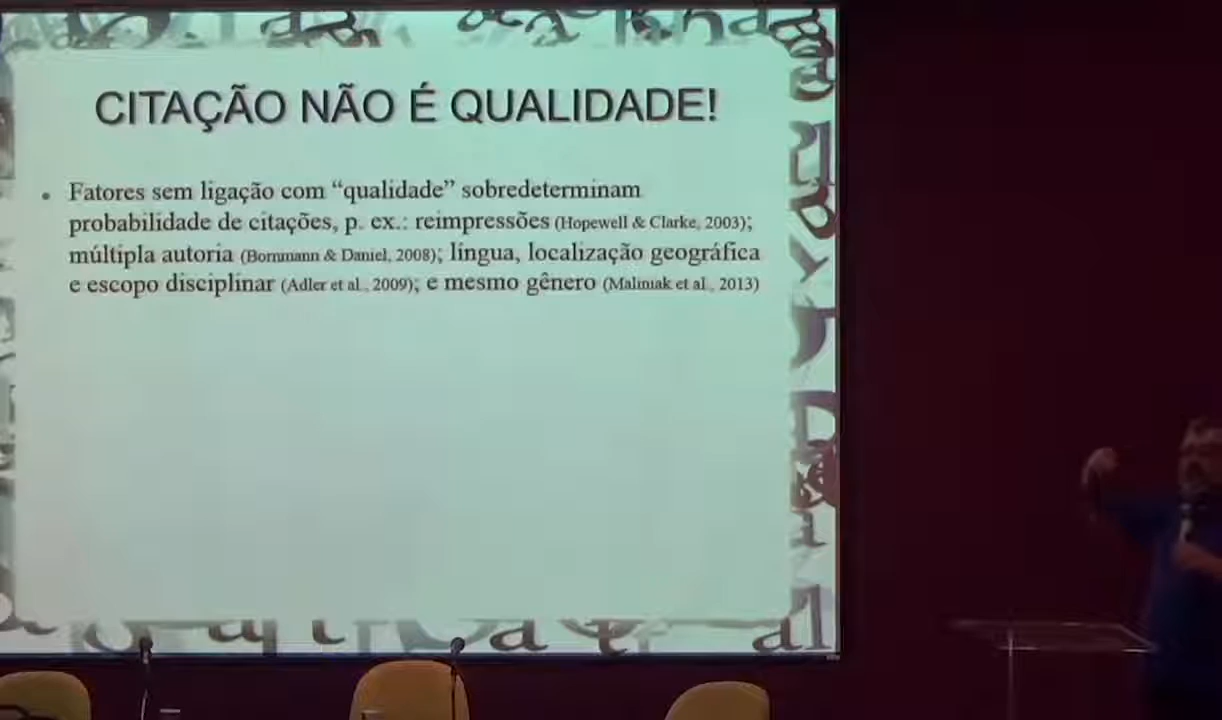 CITAÇÃO NÃO É QUALIDADE!
• Fatores sem ligação com “qualidade” sobredeterminam
probabilidade de citações, p. ex.: reimpressões (Hopewell & Clarke, 2003);
múltipla autoria (Bornmann & Daniel, 2008); língua, localização geográfica
e escopo disciplinar (Adler et al., 2009); e mesmo gênero (Maliniak et al., 2013)